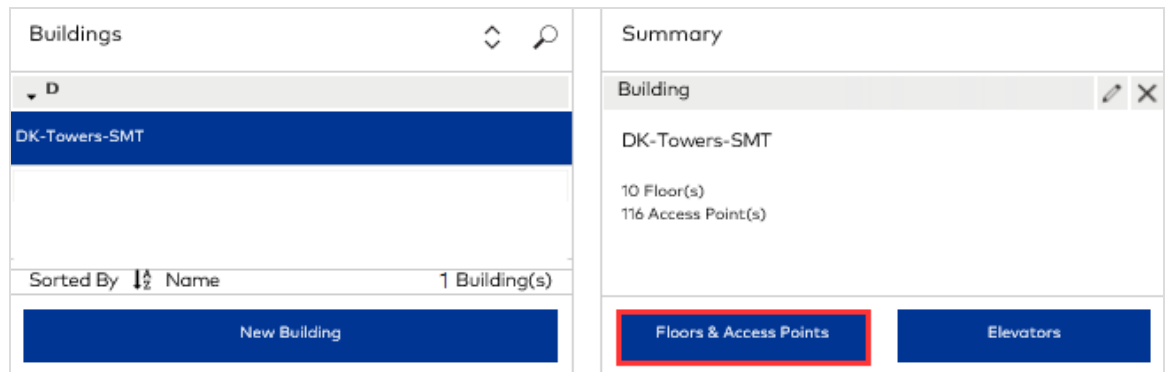 Buildings
D
DK-Towers-SMT
Sorted By A Z Name 1 Building(s)
New Building
Summary
Building
DK-Towers-SMT
10 Floor(s)
116 Access Point(s)
Floors & Access Points
Elevators